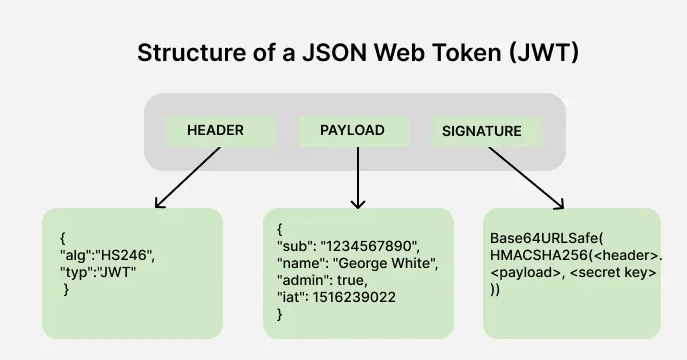 Structure of a JSON Web Token (JWT)
HEADER
PAYLOAD
SIGNATURE
{
"alg":"HS246",
"typ":"JWT"
}
{
"sub": "1234567890",
"name": "George White",
"admin": true,
"iat": 1516239022
}
Base64URLSafe(
HMACSHA256(<header>.
<payload>, <secret key>
))